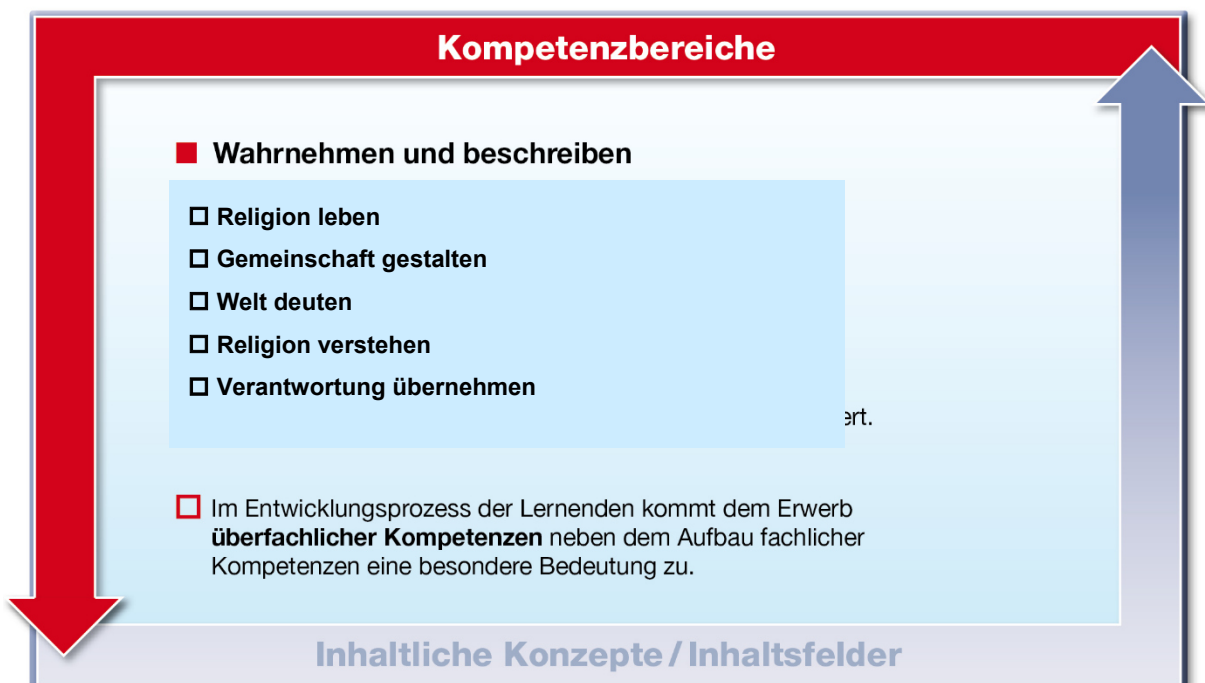 Kompetenzbereiche
Wahrnehmen und beschreiben
Religion leben
Gemeinschaft gestalten
Welt deuten
Religion verstehen
Verantwortung übernehmen
ert.
Im Entwicklungsprozess der Lernenden kommt dem Erwerb
überfachlicher Kompetenzen neben dem Aufbau fachlicher
Kompetenzen eine besondere Bedeutung zu.
Inhaltliche Konzepte / Inhaltsfelder